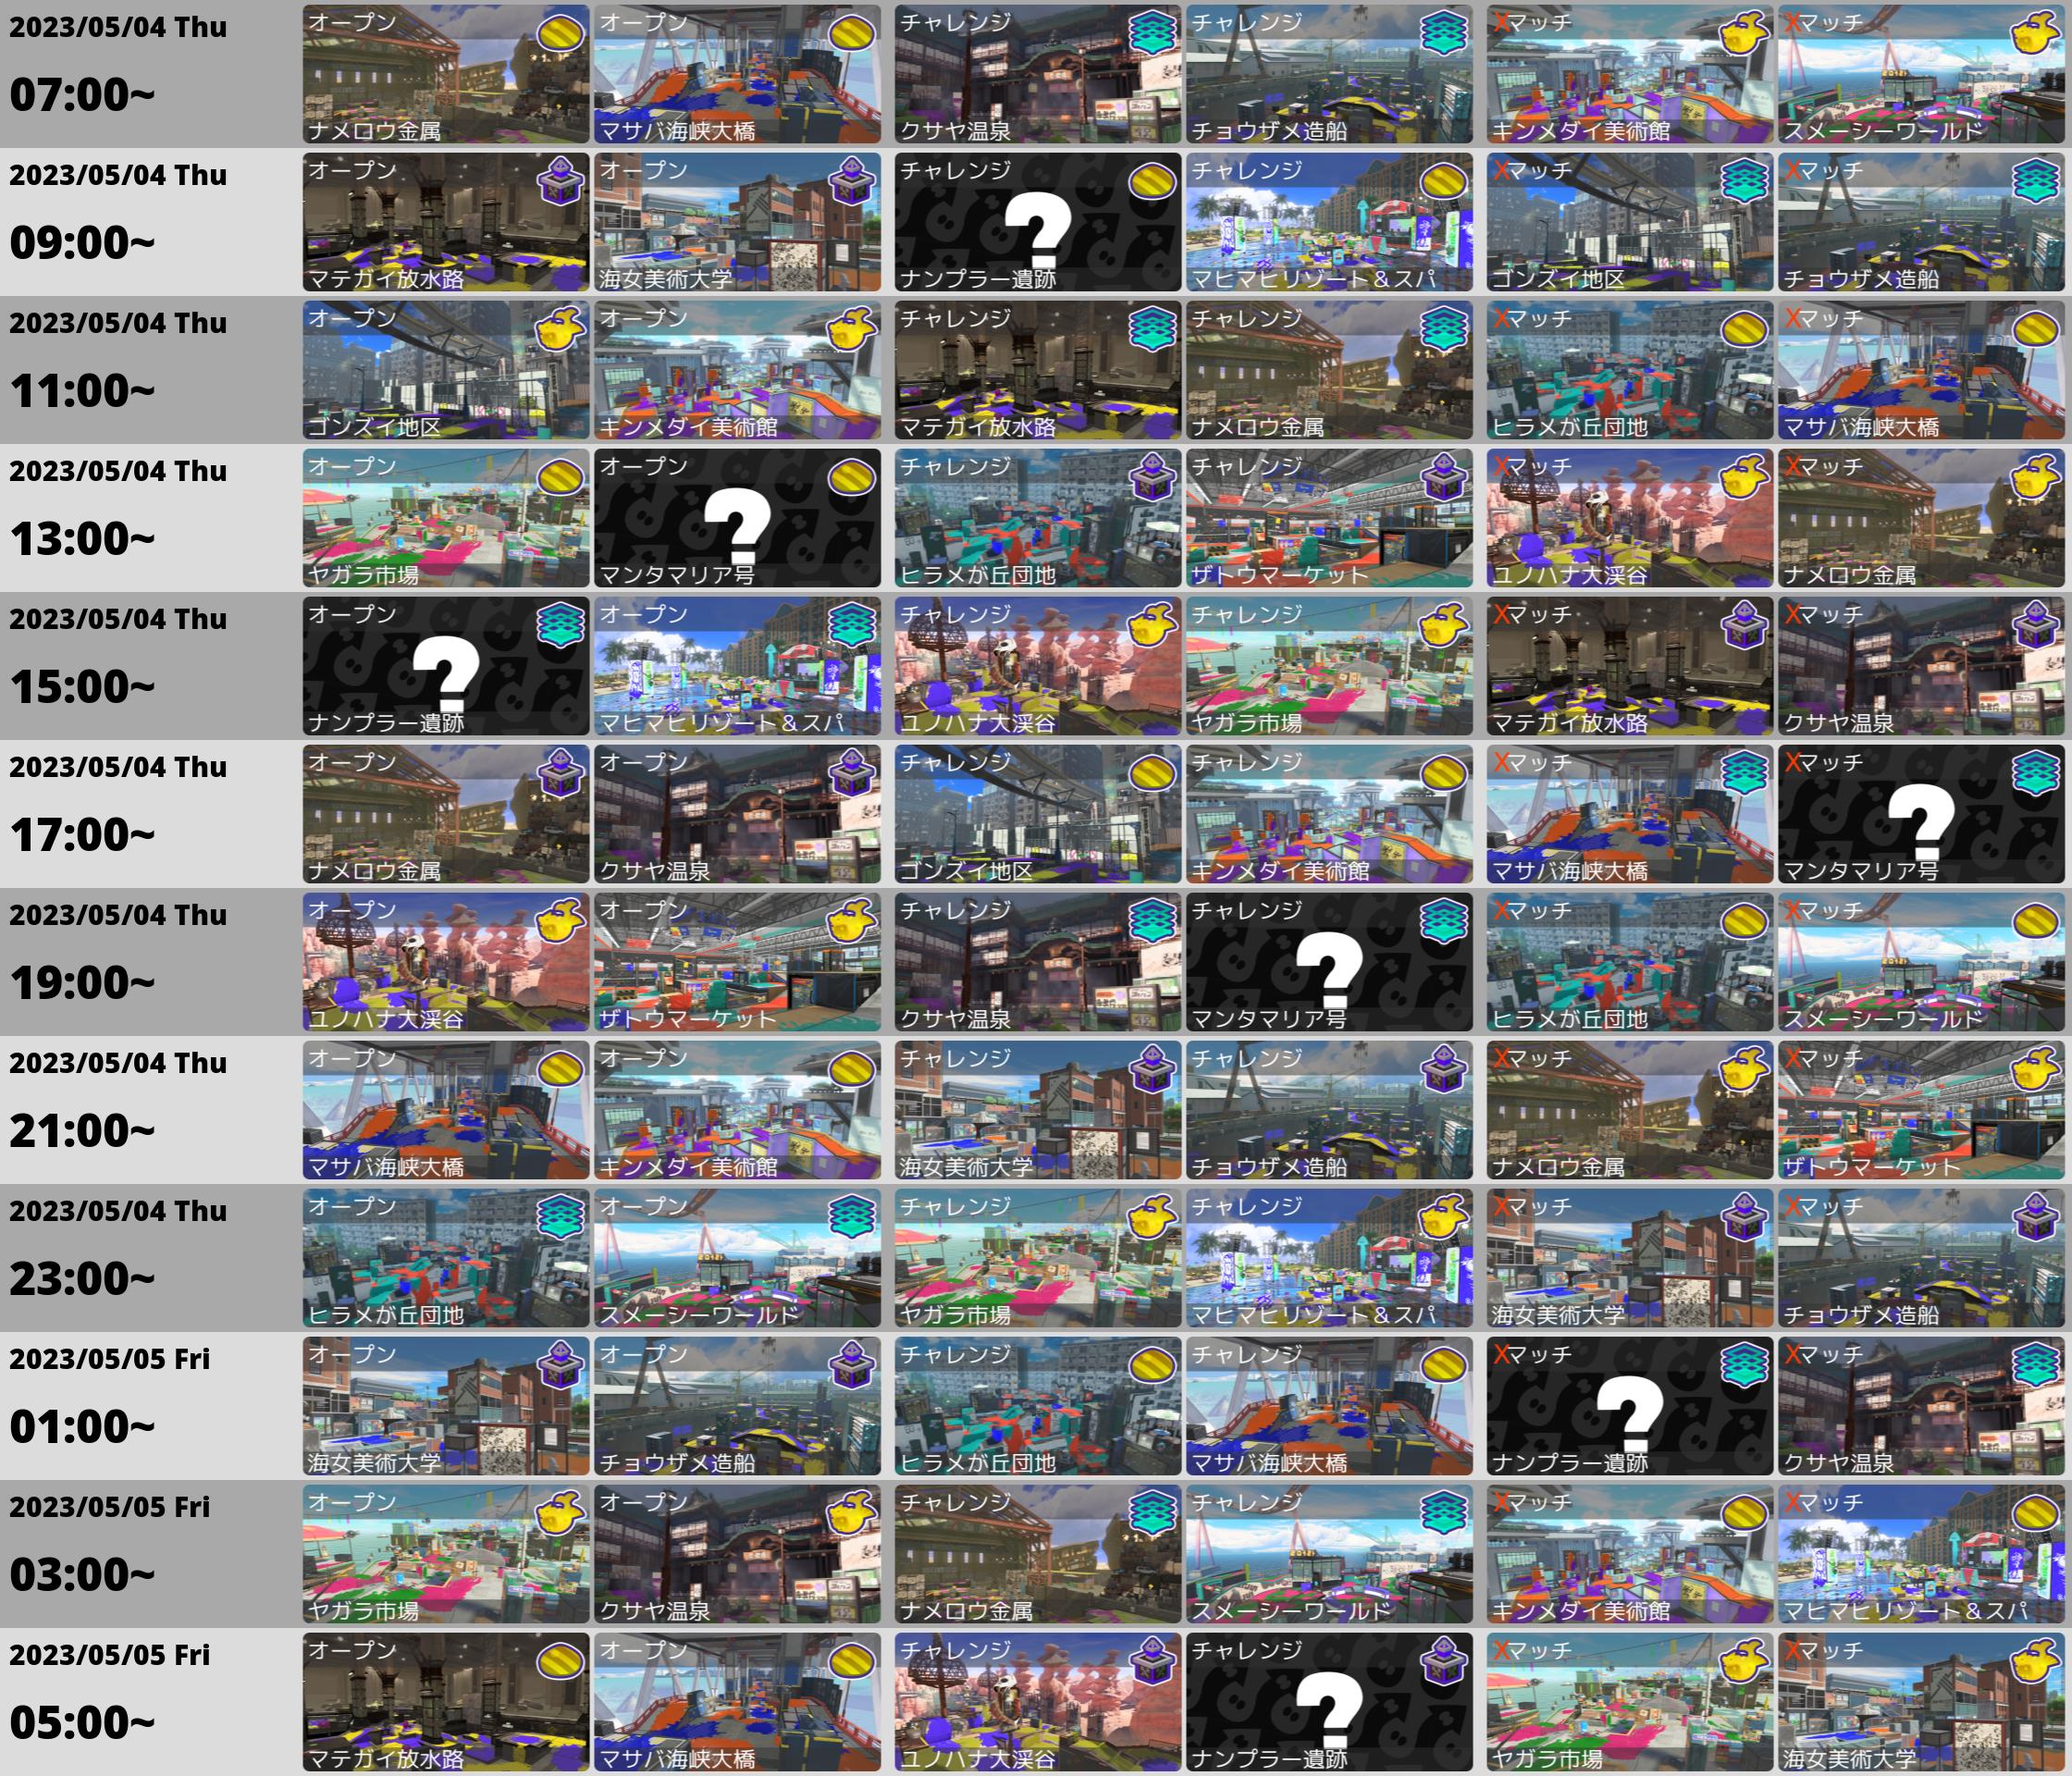 2023/05/04 Thu
07:00~
オープン オープン チャレンジ チャレンジ Xマッチ Xマッチ
ナメロウ金属 マサバ海峡大橋 クサヤ温泉 チョウザメ造船 キンメダイ美術館 スメーシーワールド
2023/05/04 Thu
09:00~
オープン オープン チャレンジ チャレンジ Xマッチ Xマッチ
?
マテガイ放水路 海女美術大学 ナンプラー遺跡 マヒマヒリゾート&スパ ゴンズイ地区 チョウザメ造船
2023/05/04 Thu
11:00~
オープン オープン チャレンジ チャレンジ Xマッチ Xマッチ
ゴンズイ地区 キンメダイ美術館 マテガイ放水路 ナメロウ金属 ヒラメが丘団地 マサバ海峡大橋
2023/05/04 Thu
13:00~
オープン オープン チャレンジ チャレンジ Xマッチ Xマッチ
?
ヤガラ市場 マンタマリア号 ヒラメが丘団地 ザトウマーケット ユノハナ大渓谷 ナメロウ金属
2023/05/04 Thu
15:00~
オープン オープン チャレンジ チャレンジ Xマッチ Xマッチ
?
ナンプラー遺跡 マヒマヒリゾート&スパ ユノハナ大渓谷 ヤガラ市場 マテガイ放水路 クサヤ温泉
2023/05/04 Thu
17:00~
オープン オープン チャレンジ チャレンジ Xマッチ Xマッチ
?
ナメロウ金属 クサヤ温泉 ゴンズイ地区 キンメダイ美術館 マサバ海峡大橋 マンタマリア号
2023/05/04 Thu
19:00~
オープン オープン チャレンジ チャレンジ Xマッチ Xマッチ
?
ユノハナ大渓谷 ザトウマーケット クサヤ温泉 マンタマリア号 ヒラメが丘団地 スメーシーワールド
2023/05/04 Thu
21:00~
オープン オープン チャレンジ チャレンジ Xマッチ Xマッチ
マサバ海峡大橋 キンメダイ美術館 海女美術大学 チョウザメ造船 ナメロウ金属 ザトウマーケット
2023/05/04 Thu
23:00~
オープン オープン チャレンジ チャレンジ Xマッチ Xマッチ
ヒラメが丘団地 スメーシーワールド ヤガラ市場 マヒマヒリゾート&スパ 海女美術大学 チョウザメ造船
2023/05/05 Fri
01:00~
オープン オープン チャレンジ チャレンジ Xマッチ Xマッチ
?
海女美術大学 チョウザメ造船 ヒラメが丘団地 マサバ海峡大橋 ナンプラー遺跡 クサヤ温泉
2023/05/05 Fri
03:00~
オープン オープン チャレンジ チャレンジ Xマッチ Xマッチ
ヤガラ市場 クサヤ温泉 ナメロウ金属 スメーシーワールド キンメダイ美術館 マヒマヒリゾート&スパ
2023/05/05 Fri
05:00~
オープン オープン チャレンジ チャレンジ Xマッチ Xマッチ
?
マテガイ放水路 マサバ海峡大橋 ユノハナ大渓谷 ナンプラー遺跡 ヤガラ市場 海女美術大学